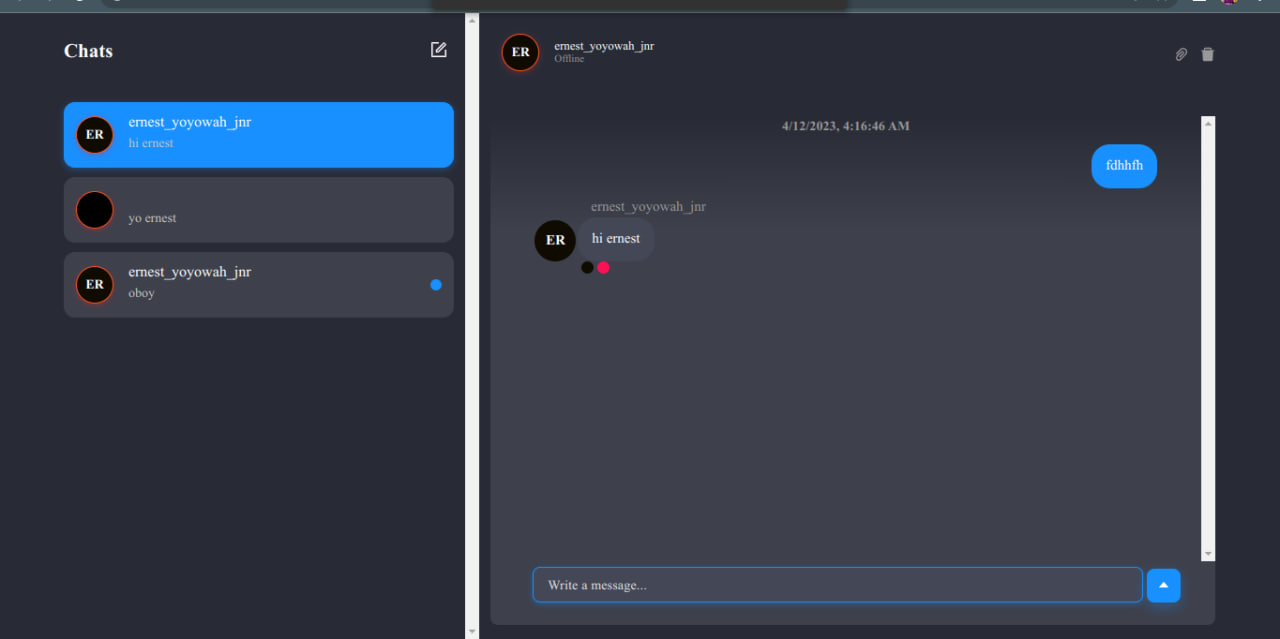 Chats
ER
ernest_yoyowah_jnr
hi ernest
yo ernest
ER
ernest_yoyowah_jnr
oboy
ER
ernest_yoyowah_jnr
Offline
4/12/2023, 4:16:46 AM
fdhhfh
ernest_yoyowah_jnr
ER
hi ernest
Write a message...